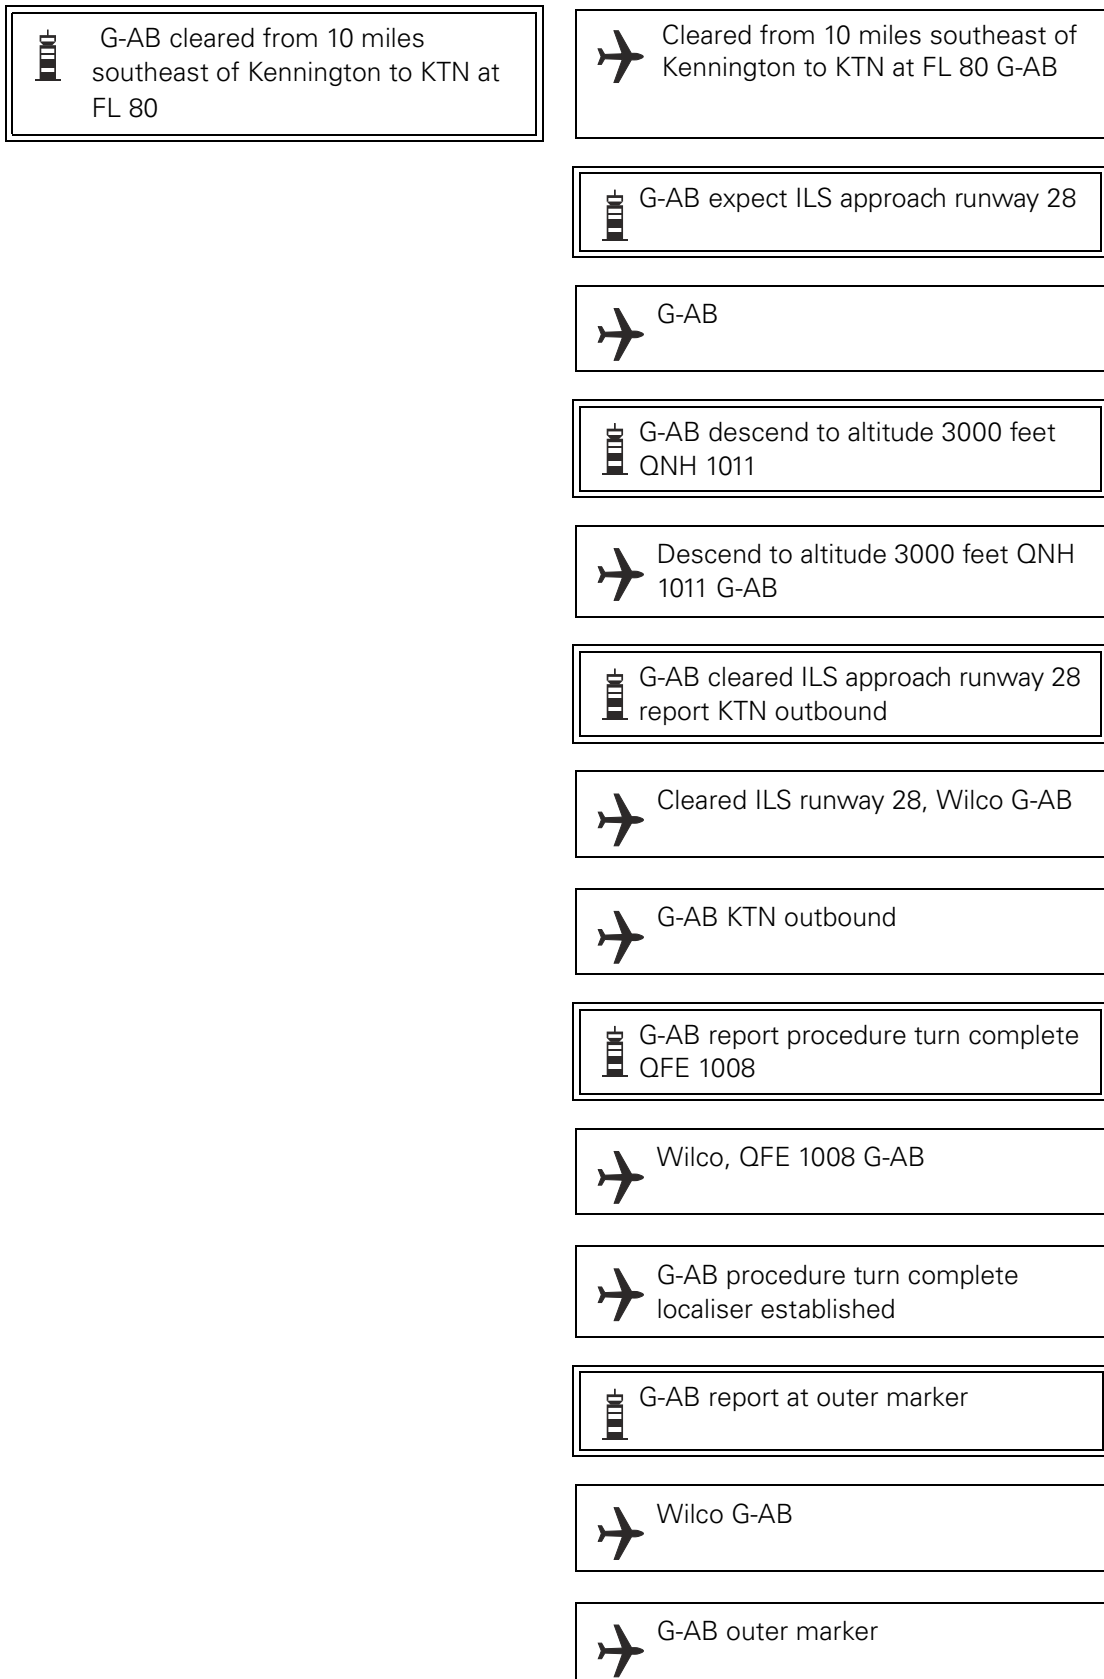 G-AB cleared from 10 miles
southeast of Kennington to KTN at
FL 80
Cleared from 10 miles southeast of
Kennington to KTN at FL 80 G-AB
G-AB expect ILS approach runway 28
G-AB
G-AB descend to altitude 3000 feet
QNH 1011
Descend to altitude 3000 feet QNH
1011 G-AB
G-AB cleared ILS approach runway 28
report KTN outbound
Cleared ILS runway 28, Wilco G-AB
G-AB KTN outbound
G-AB report procedure turn complete
QFE 1008
Wilco, QFE 1008 G-AB
G-AB procedure turn complete
localiser established
G-AB report at outer marker
Wilco G-AB
G-AB outer marker